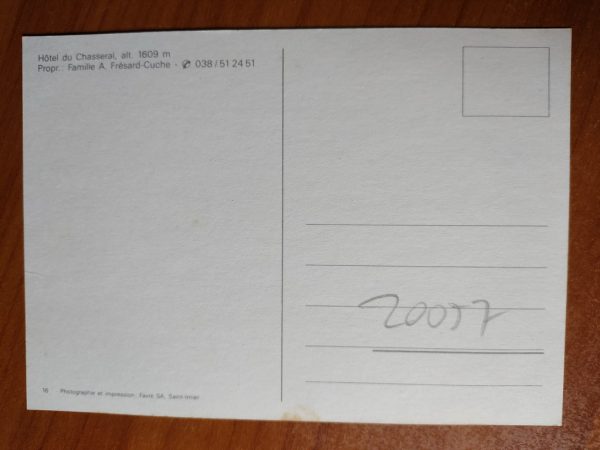 Hôtel du Chasseral, alt. 1609 m
Propr.: Famille A. Frésard-Cuche - ✆ 038/51 24 51
20057
16 Photographie et impression: Favre SA, Saint-Imier